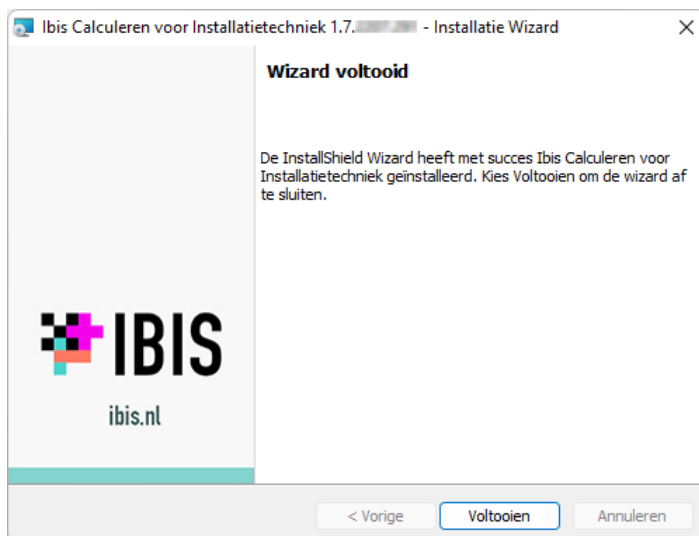 Ibis Calculeren voor Installatietechniek 1.7. - Installatie Wizard
Wizard voltooid
De InstallShield Wizard heeft met succes Ibis Calculeren voor
Installatietechniek geïnstalleerd. Kies Voltooien om de wizard af
te sluiten.
IBIS
ibis.nl
< Vorige
Voltooien
Annuleren